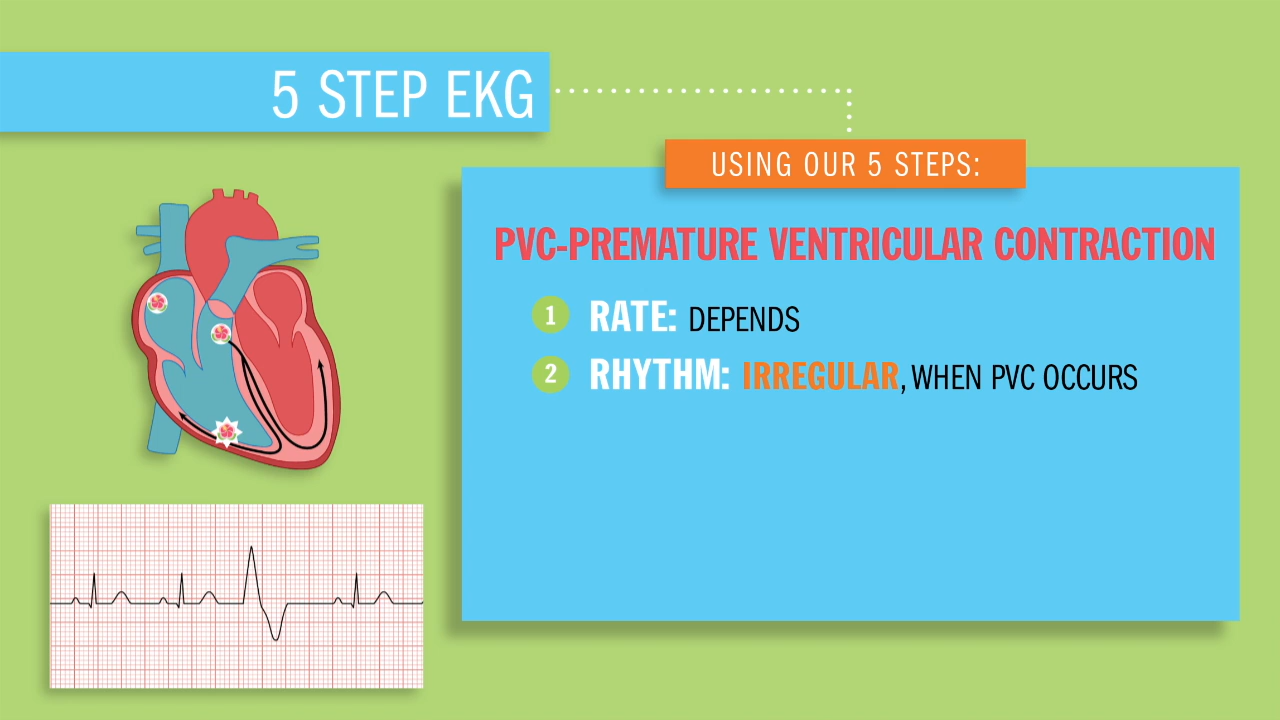 5 STEP EKG
USING OUR 5 STEPS:
PVC-PREMATURE VENTRICULAR CONTRACTION
1 RATE: DEPENDS
2 RHYTHM: IRREGULAR, WHEN PVC OCCURS